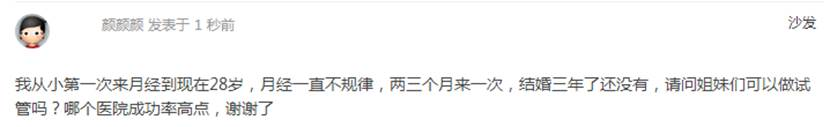 颜颜颜 发表于 1 秒前
沙发
我从小第一次来月经到现在28岁，月经一直不规律，两三个月来一次，结婚三年了还没有，请问姐妹们可以做试
管吗？哪个医院成功率高点，谢谢了